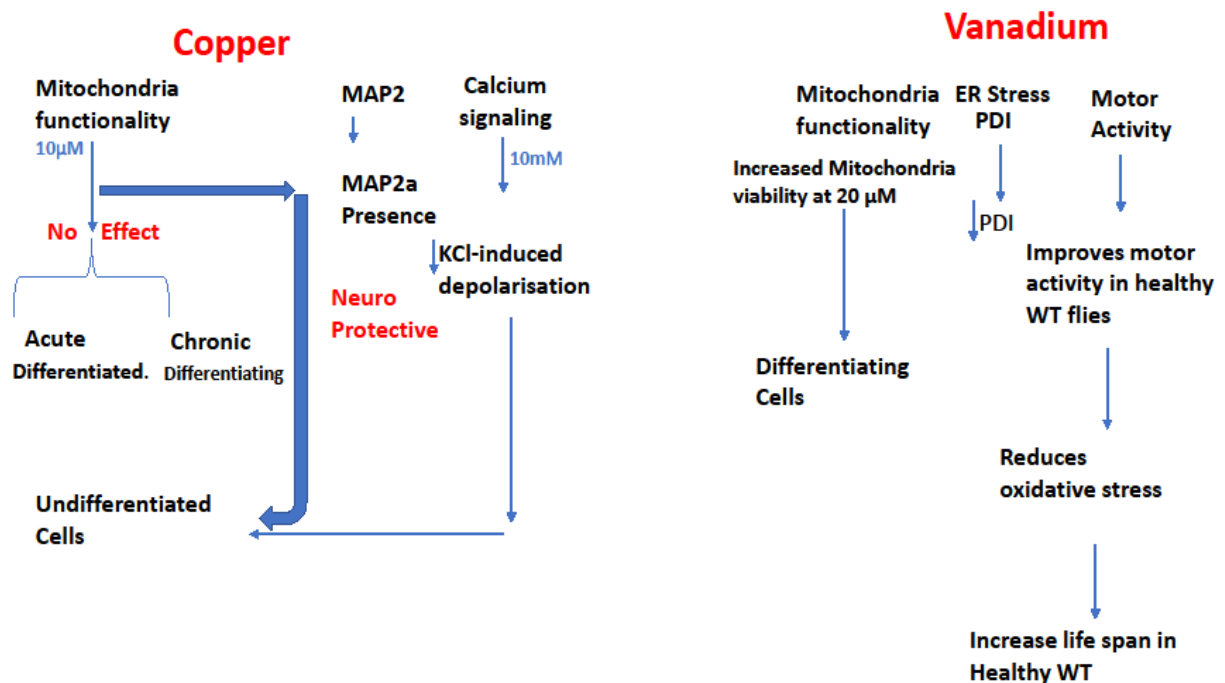 Copper
Mitochondria
functionality
10µM
No Effect
Acute
Differentiated.
Chronic
Differentiating
Undifferentiated
Cells
MAP2
MAP2a
Presence
Neuro
Protective
Calcium
signaling
10mM
KCl-induced
depolarisation
Vanadium
Mitochondria
functionality
Increased Mitochondria
viability at 20 µM
Differentiating
Cells
ER Stress
PDI
PDI
Motor
Activity
Improves motor
activity in healthy
WT flies
Reduces
oxidative stress
Increase life span in
Healthy WT